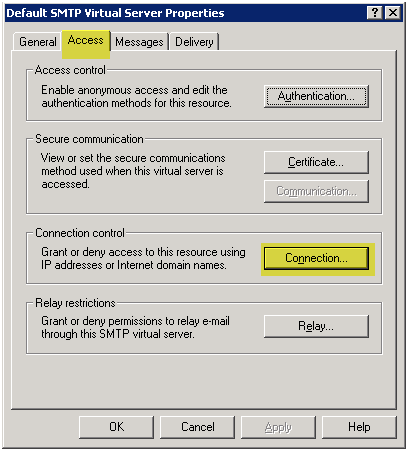 Default SMTP Virtual Server Properties
General Access Messages Delivery
Access control
Enable anonymous access and edit the
authentication methods for this resource.
Authentication...
Secure communication
View or set the secure communications
method used when this virtual server is
accessed.
Certificate...
Communication...
Connection control
Grant or deny access to this resource using
IP addresses or Internet domain names.
Connection...
Relay restrictions
Grant or deny permissions to relay e-mail
through this SMTP virtual server.
Relay...
OK Cancel Apply Help